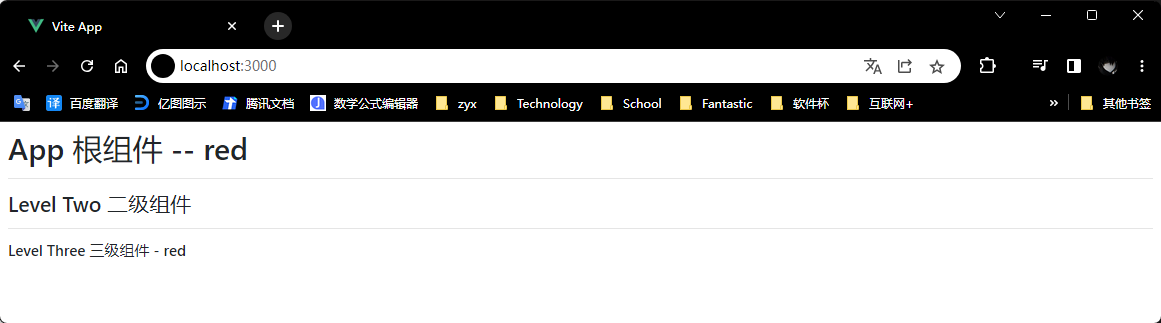 Vite App
localhost:3000
百度翻译 亿图图示 腾讯文档 数学公式编辑器 zyx Technology School Fantastic 软件杯 互联网+ » 其他书签
App 根组件 -- red
Level Two 二级组件
Level Three 三级组件 - red